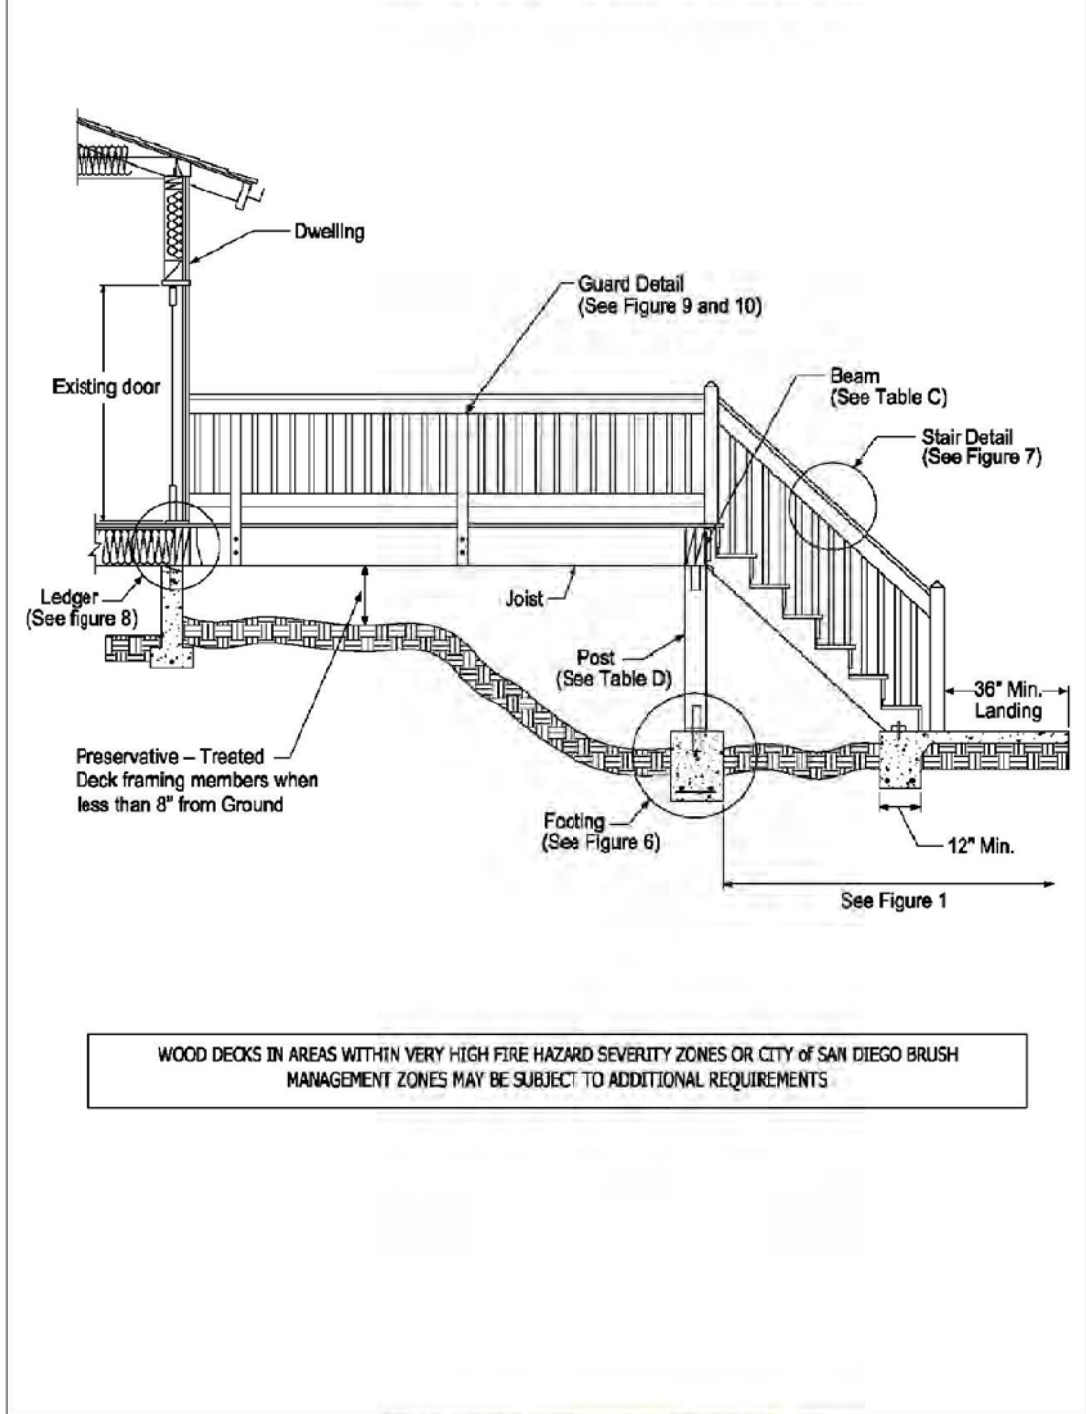 Dwelling
Guard Detail
(See Figure 9 and 10)
Existing door
Beam
(See Table C)
Stair Detail
(See Figure 7)
Ledger
(See figure 8)
Joist
Post
(See Table D)
36" Min.
Landing
Preservative – Treated
Deck framing members when
less than 8" from Ground
Footing
(See Figure 6)
12" Min.
See Figure 1
WOOD DECKS IN AREAS WITHIN VERY HIGH FIRE HAZARD SEVERITY ZONES OR CITY of SAN DIEGO BRUSH
MANAGEMENT ZONES MAY BE SUBJECT TO ADDITIONAL REQUIREMENTS